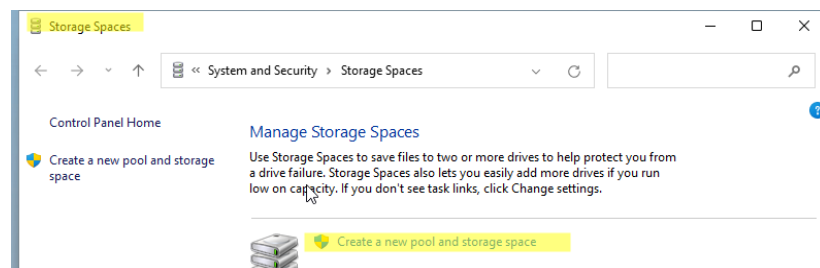 Storage Spaces
« System and Security > Storage Spaces
Control Panel Home
Manage Storage Spaces
Create a new pool and storage
space
Use Storage Spaces to save files to two or more drives to help protect you from
a drive failure. Storage Spaces also lets you easily add more drives if you run
low on capacity. If you don't see task links, click Change settings.
Create a new pool and storage space